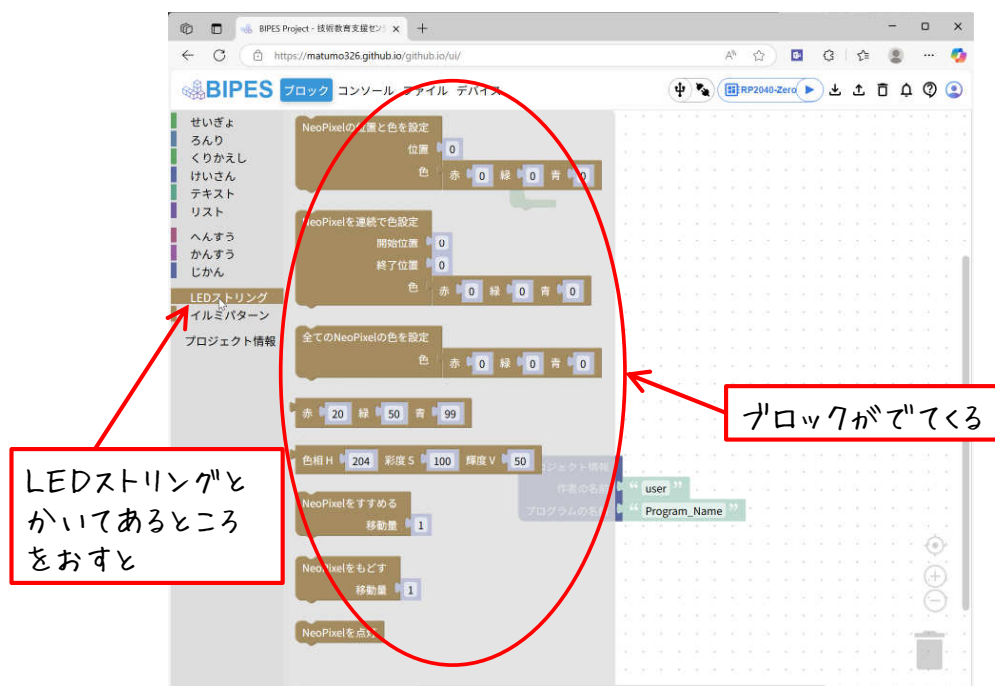 BIPES Project - 技術教育支援セン
https://matumo326.github.io/github.io/ui/
BIPES ブロック コンソール ファイル デバイス
RP2040-Zero
せいぎょ
ろんり
くりかえし
けいさん
テキスト
リスト
へんすう
かんすう
じかん
LEDストリング
イルミパターン
プロジェクト情報
NeoPixelの位置と色を設定
位置 0
色 赤 0 緑 0 青 0
NeoPixelを連続で色設定
開始位置 0
終了位置 0
色 赤 0 緑 0 青 0
全てのNeoPixelの色を設定
色 赤 0 緑 0 青 0
赤 20 緑 50 青 99
色相 H 204 彩度 S 100 輝度 V 50
NeoPixelをすすめる
移動量 1
NeoPixelをもどす
移動量 1
NeoPixelを点灯
プロジェクト情報
作者の名前 “ user ”
プログラムの名前 “ Program_Name ”
LEDストリングと
かいてあるところ
をおすと
ブロックがでてくる